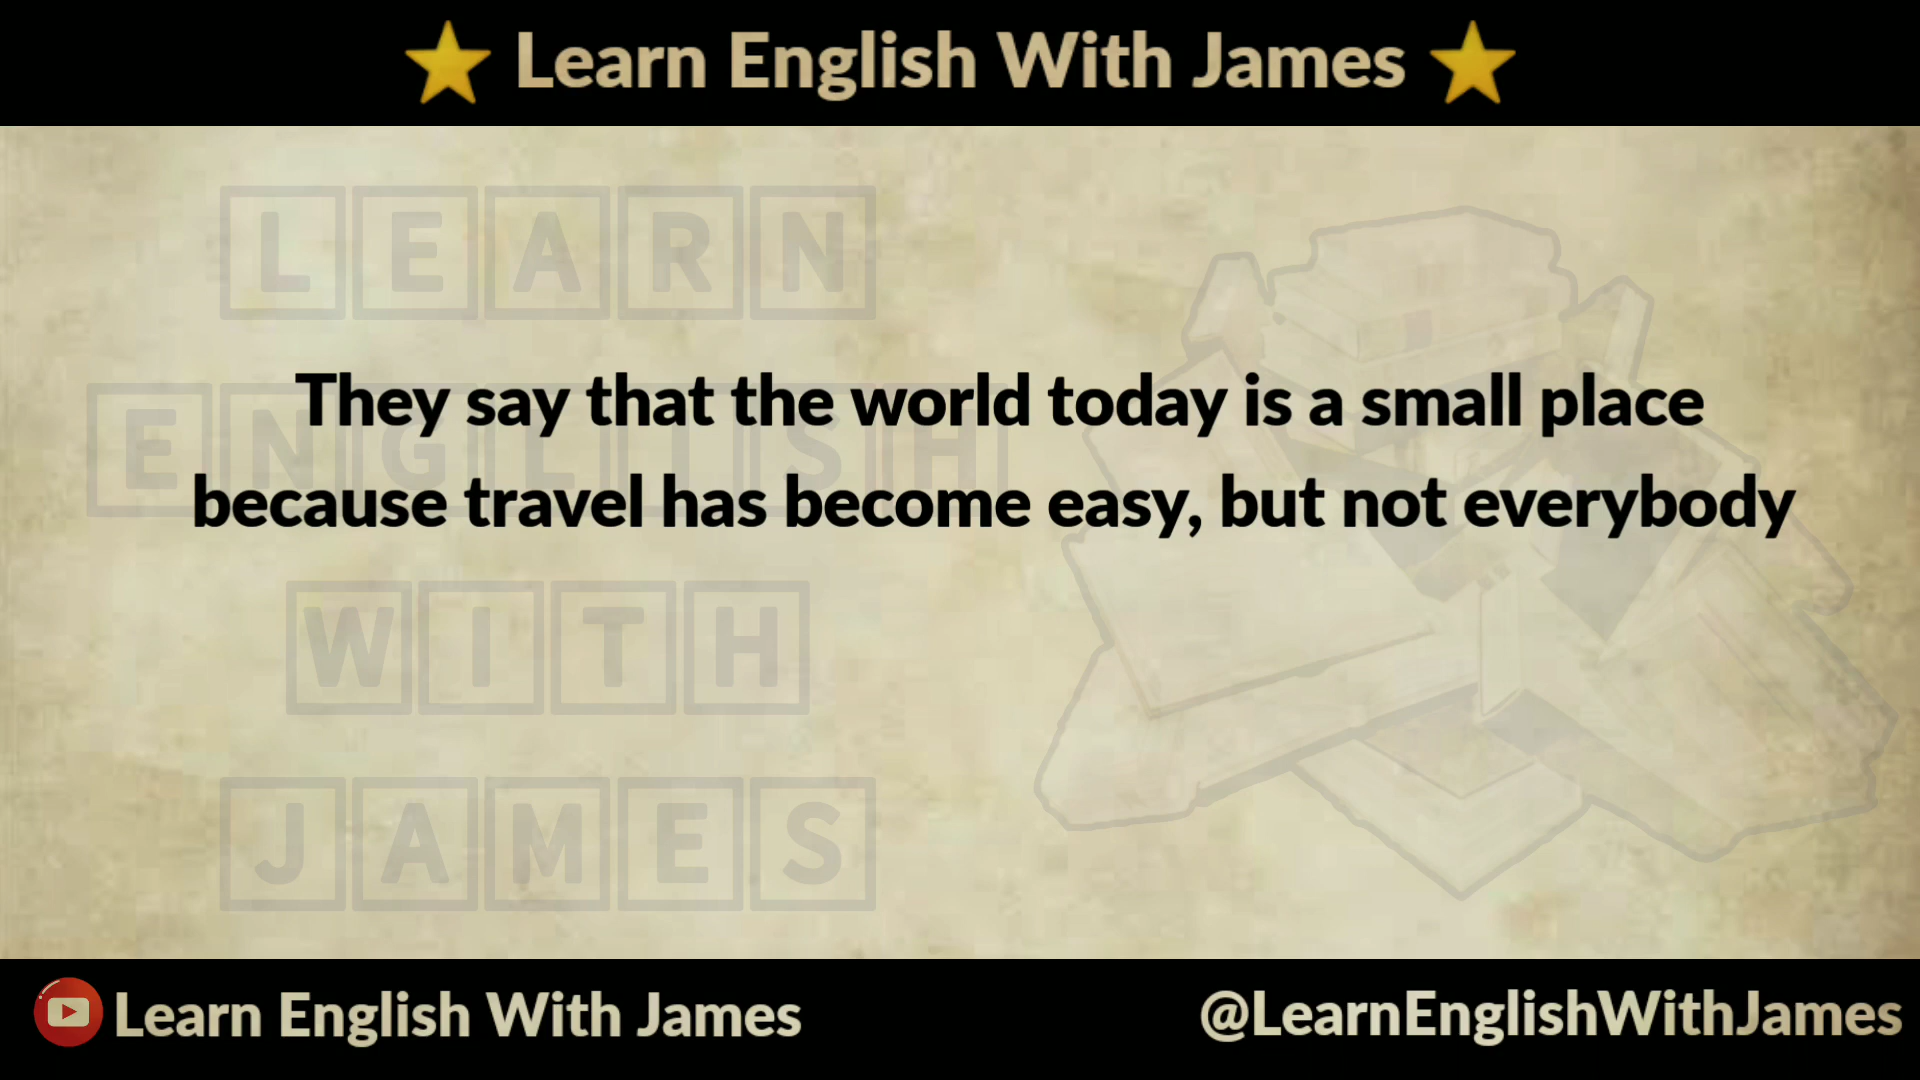 Learn English With James
LEARN
They say that the world today is a small place
ENGLISH
because travel has become easy, but not everybody
WITH
JAMES
Learn English With James
@LearnEnglishWithJames